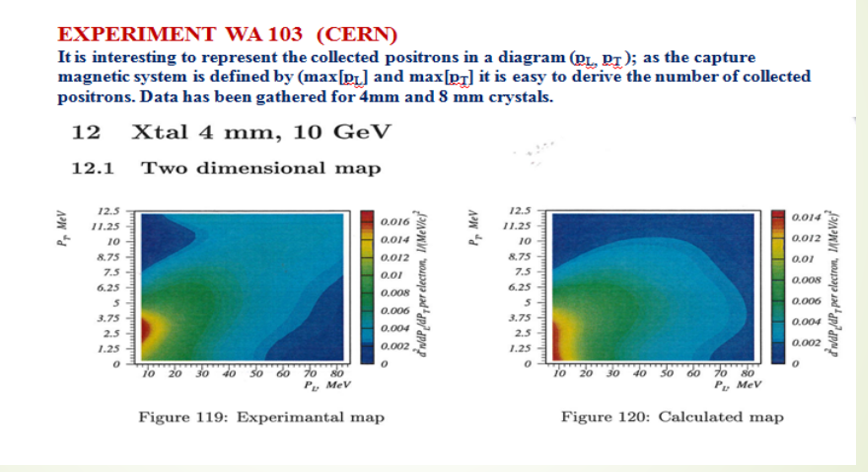 EXPERIMENT WA 103 (CERN)
It is interesting to represent the collected positrons in a diagram (pL, pT); as the capture
magnetic system is defined by (max[pL] and max[pT] it is easy to derive the number of collected
positrons. Data has been gathered for 4mm and 8 mm crystals.
12 Xtal 4 mm, 10 GeV
12.1 Two dimensional map
PT, MeV
12.5
11.25
10
8.75
7.5
6.25
5
3.75
2.5
1.25
0
10 20 30 40 50 60 70 80
PL, MeV
0.016
0.014
0.012
0.01
0.008
0.006
0.004
0.002
0
d²n/dPL/dPT per electron, 1/(MeV/c)²
Figure 119: Experimantal map
PT, MeV
12.5
11.25
10
8.75
7.5
6.25
5
3.75
2.5
1.25
0
10 20 30 40 50 60 70 80
PL, MeV
0.014
0.012
0.01
0.008
0.006
0.004
0.002
0
d²n/dPL/dPT per electron, 1/(MeV/c)²
Figure 120: Calculated map